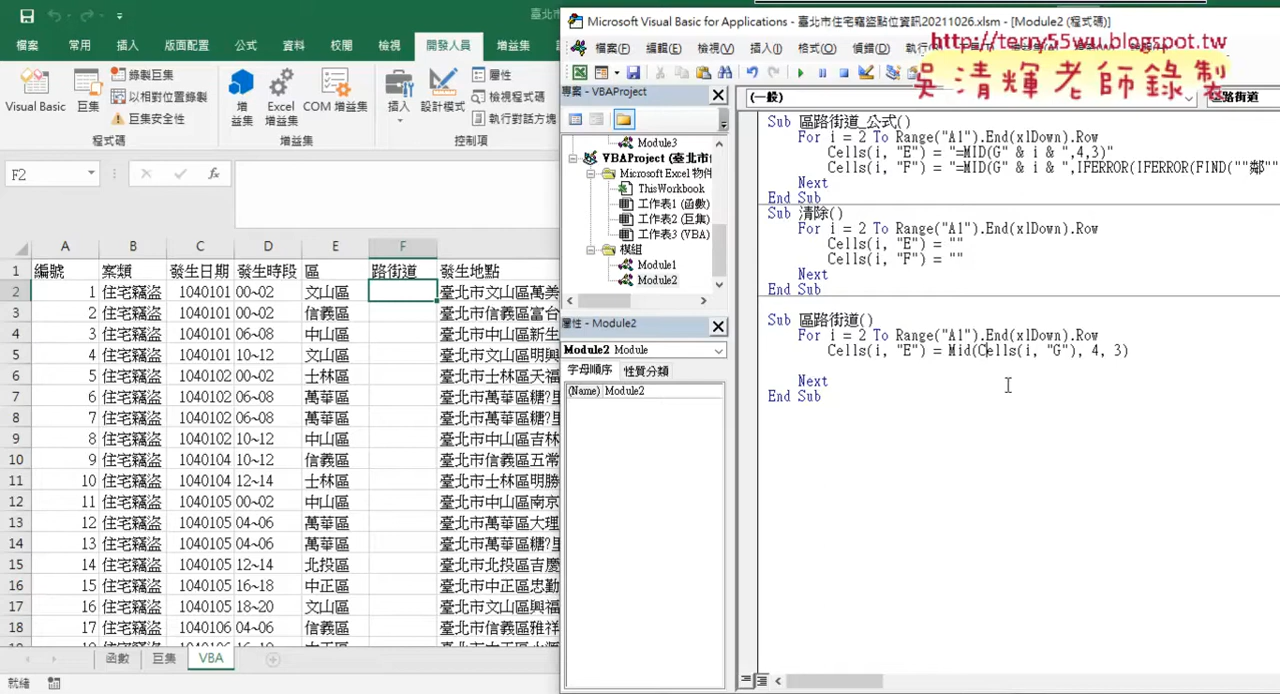 臺
檔案 常用 插入 版面配置 公式 資料 校閱 檢視 開發人員 增益集
Visual Basic 巨集 錄製巨集 以相對位置錄製 巨集安全性 增益集 Excel 增益集 COM 增益集 插入 設計模式 屬性 檢視程式碼 執行對話方塊
程式碼 增益集 控制項
F2 fx
A B C D E F
1 編號 案類 發生日期 發生時段 區 路街道 發生地點
2 1 住宅竊盜 1040101 00~02 文山區 臺北市文山區萬美
3 2 住宅竊盜 1040101 00~02 信義區 臺北市信義區富台
4 3 住宅竊盜 1040101 06~08 中山區 臺北市中山區新生
5 4 住宅竊盜 1040101 06~08 文山區 臺北市文山區明興
6 5 住宅竊盜 1040102 00~02 士林區 臺北市士林區天福
7 6 住宅竊盜 1040102 06~08 萬華區 臺北市萬華區糖?里
8 7 住宅竊盜 1040102 06~08 萬華區 臺北市萬華區糖?里
9 8 住宅竊盜 1040102 10~12 中山區 臺北市中山區吉林
10 9 住宅竊盜 1040104 10~12 信義區 臺北市信義區五常
11 10 住宅竊盜 1040104 12~14 士林區 臺北市士林區明勝
12 11 住宅竊盜 1040105 00~02 中山區 臺北市中山區南京
13 12 住宅竊盜 1040105 04~06 萬華區 臺北市萬華區大理
14 13 住宅竊盜 1040105 04~06 萬華區 臺北市萬華區糖?里
15 14 住宅竊盜 1040105 12~14 北投區 臺北市北投區吉慶
16 15 住宅竊盜 1040105 16~18 中正區 臺北市中正區忠勤
17 16 住宅竊盜 1040105 18~20 文山區 臺北市文山區興福
18 17 住宅竊盜 1040106 04~06 信義區 臺北市信義區雅祥
函數 巨集 VBA
就緒
Microsoft Visual Basic for Applications - 臺北市住宅竊盜點位資訊20211026.xlsm - [Module2 (程式碼)]
檔案(F) 編輯(E) 檢視(V) 插入(I) 格式(O) 偵錯(D) 執行
http://terry55wu.blogspot.tw
吳清輝老師錄製
專案 - VBAProject
Module3
VBAProject (臺北市
Microsoft Excel 物件
ThisWorkbook
工作表1 (函數)
工作表2 (巨集)
工作表3 (VBA)
模組
Module1
Module2
屬性 - Module2
Module2 Module
字母順序 性質分類
(Name) Module2
(一般) 區路街道
Sub 區路街道_公式()
For i = 2 To Range("A1").End(xlDown).Row
Cells(i, "E") = "=MID(G" & i & ",4,3)"
Cells(i, "F") = "=MID(G" & i & ",IFERROR(IFERROR(FIND(""鄰""
Next
End Sub
Sub 清除()
For i = 2 To Range("A1").End(xlDown).Row
Cells(i, "E") = ""
Cells(i, "F") = ""
Next
End Sub
Sub 區路街道()
For i = 2 To Range("A1").End(xlDown).Row
Cells(i, "E") = Mid(Cells(i, "G"), 4, 3)
Next
End Sub